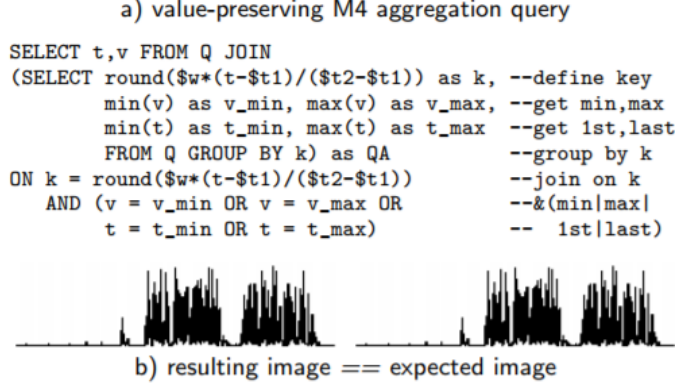 a) value-preserving M4 aggregation query
SELECT t,v FROM Q JOIN
(SELECT round($w*(t-$t1)/($t2-$t1)) as k, --define key
min(v) as v_min, max(v) as v_max, --get min,max
min(t) as t_min, max(t) as t_max --get 1st,last
FROM Q GROUP BY k) as QA --group by k
ON k = round($w*(t-$t1)/($t2-$t1)) --join on k
AND (v = v_min OR v = v_max OR --&(min|max|
t = t_min OR t = t_max) -- 1st|last)
b) resulting image == expected image